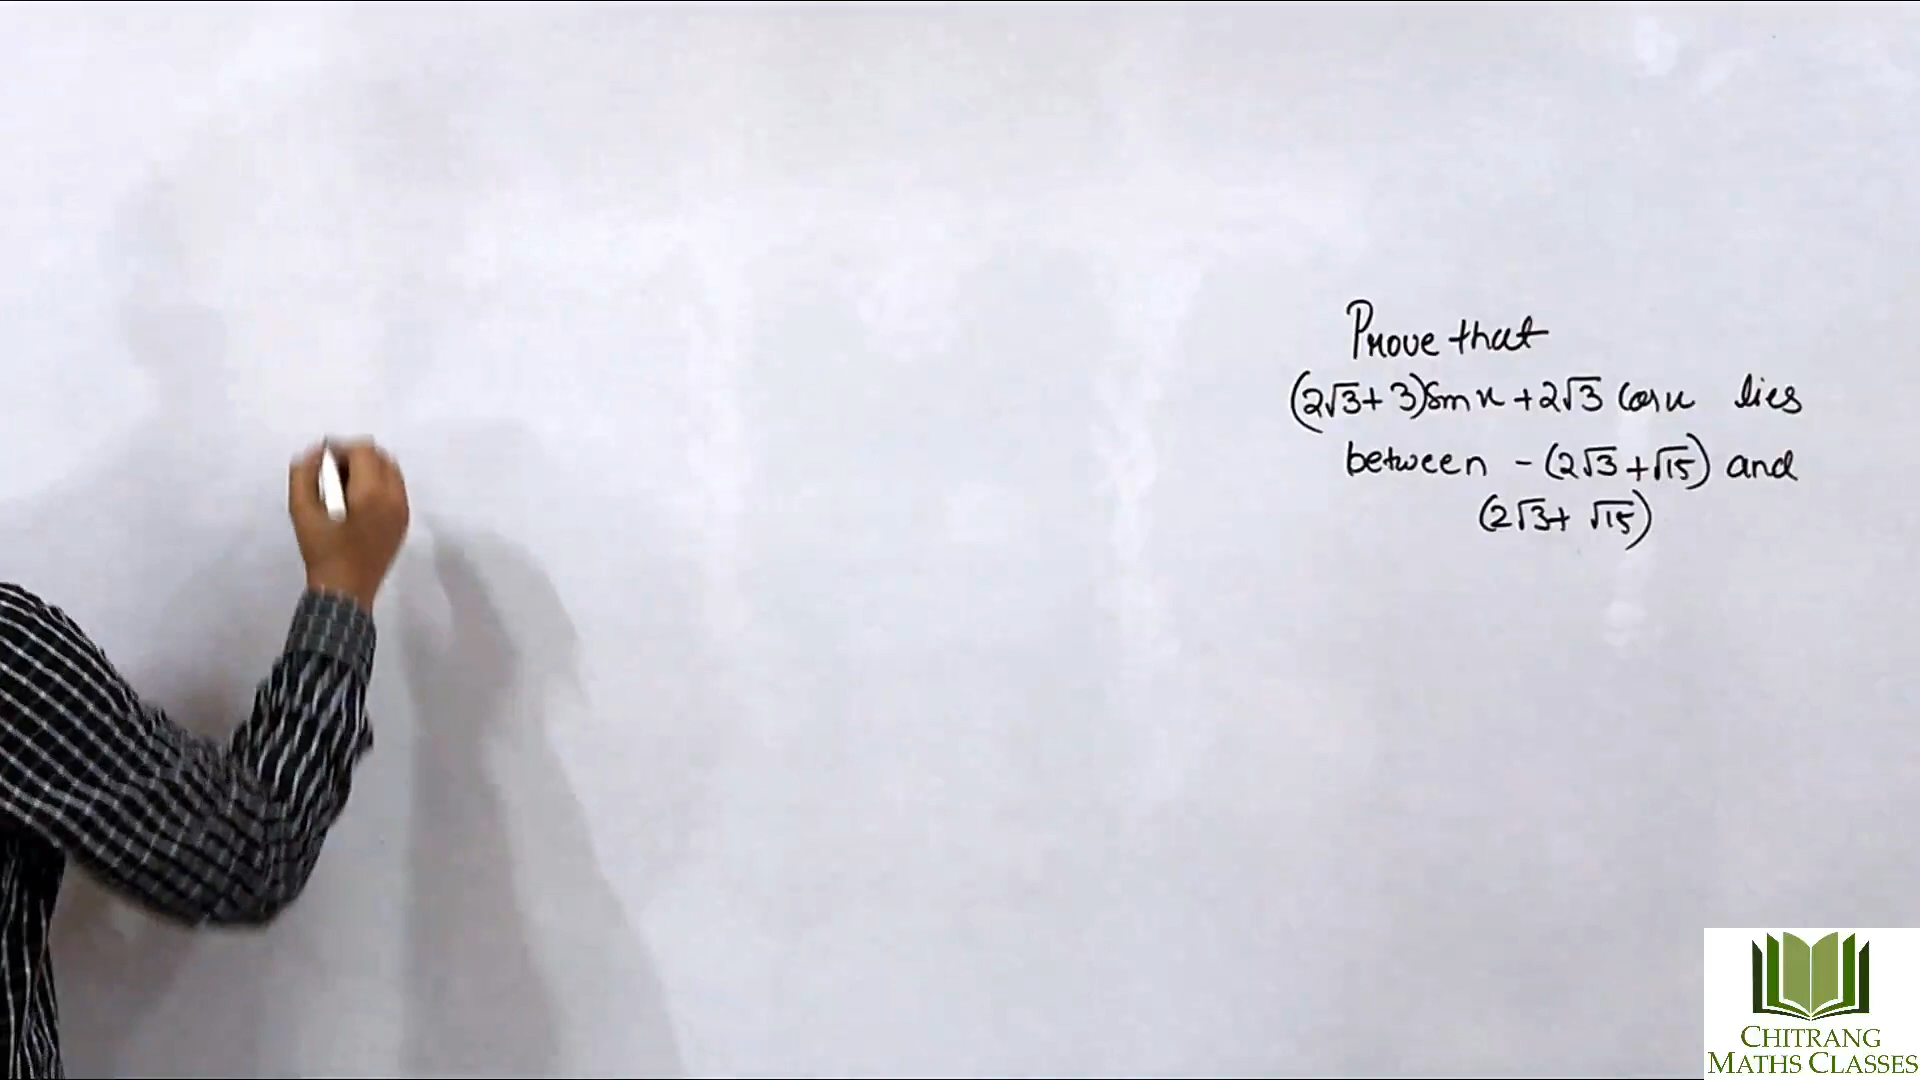 Prove that
(2√3+3)sin x+2√3 cos x lies
between -(2√3+√15) and
(2√3+ √15)
CHITRANG
MATHS CLASSES